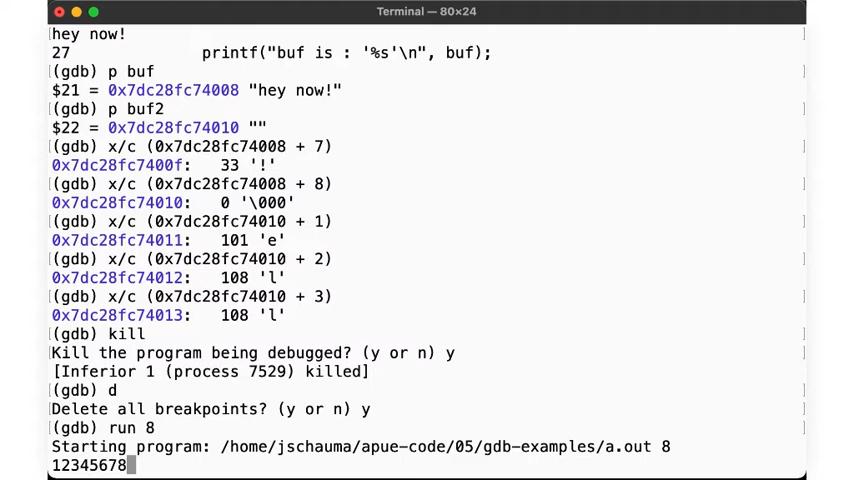 Terminal — 80×24
hey now!
27              printf("buf is : '%s'\n", buf);
(gdb) p buf
$21 = 0x7dc28fc74008 "hey now!"
(gdb) p buf2
$22 = 0x7dc28fc74010 ""
(gdb) x/c (0x7dc28fc74008 + 7)
0x7dc28fc7400f: 33 '!'
(gdb) x/c (0x7dc28fc74008 + 8)
0x7dc28fc74010: 0 '\000'
(gdb) x/c (0x7dc28fc74010 + 1)
0x7dc28fc74011: 101 'e'
(gdb) x/c (0x7dc28fc74010 + 2)
0x7dc28fc74012: 108 'l'
(gdb) x/c (0x7dc28fc74010 + 3)
0x7dc28fc74013: 108 'l'
(gdb) kill
Kill the program being debugged? (y or n) y
[Inferior 1 (process 7529) killed]
(gdb) d
Delete all breakpoints? (y or n) y
(gdb) run 8
Starting program: /home/jschauma/apue-code/05/gdb-examples/a.out 8
12345678